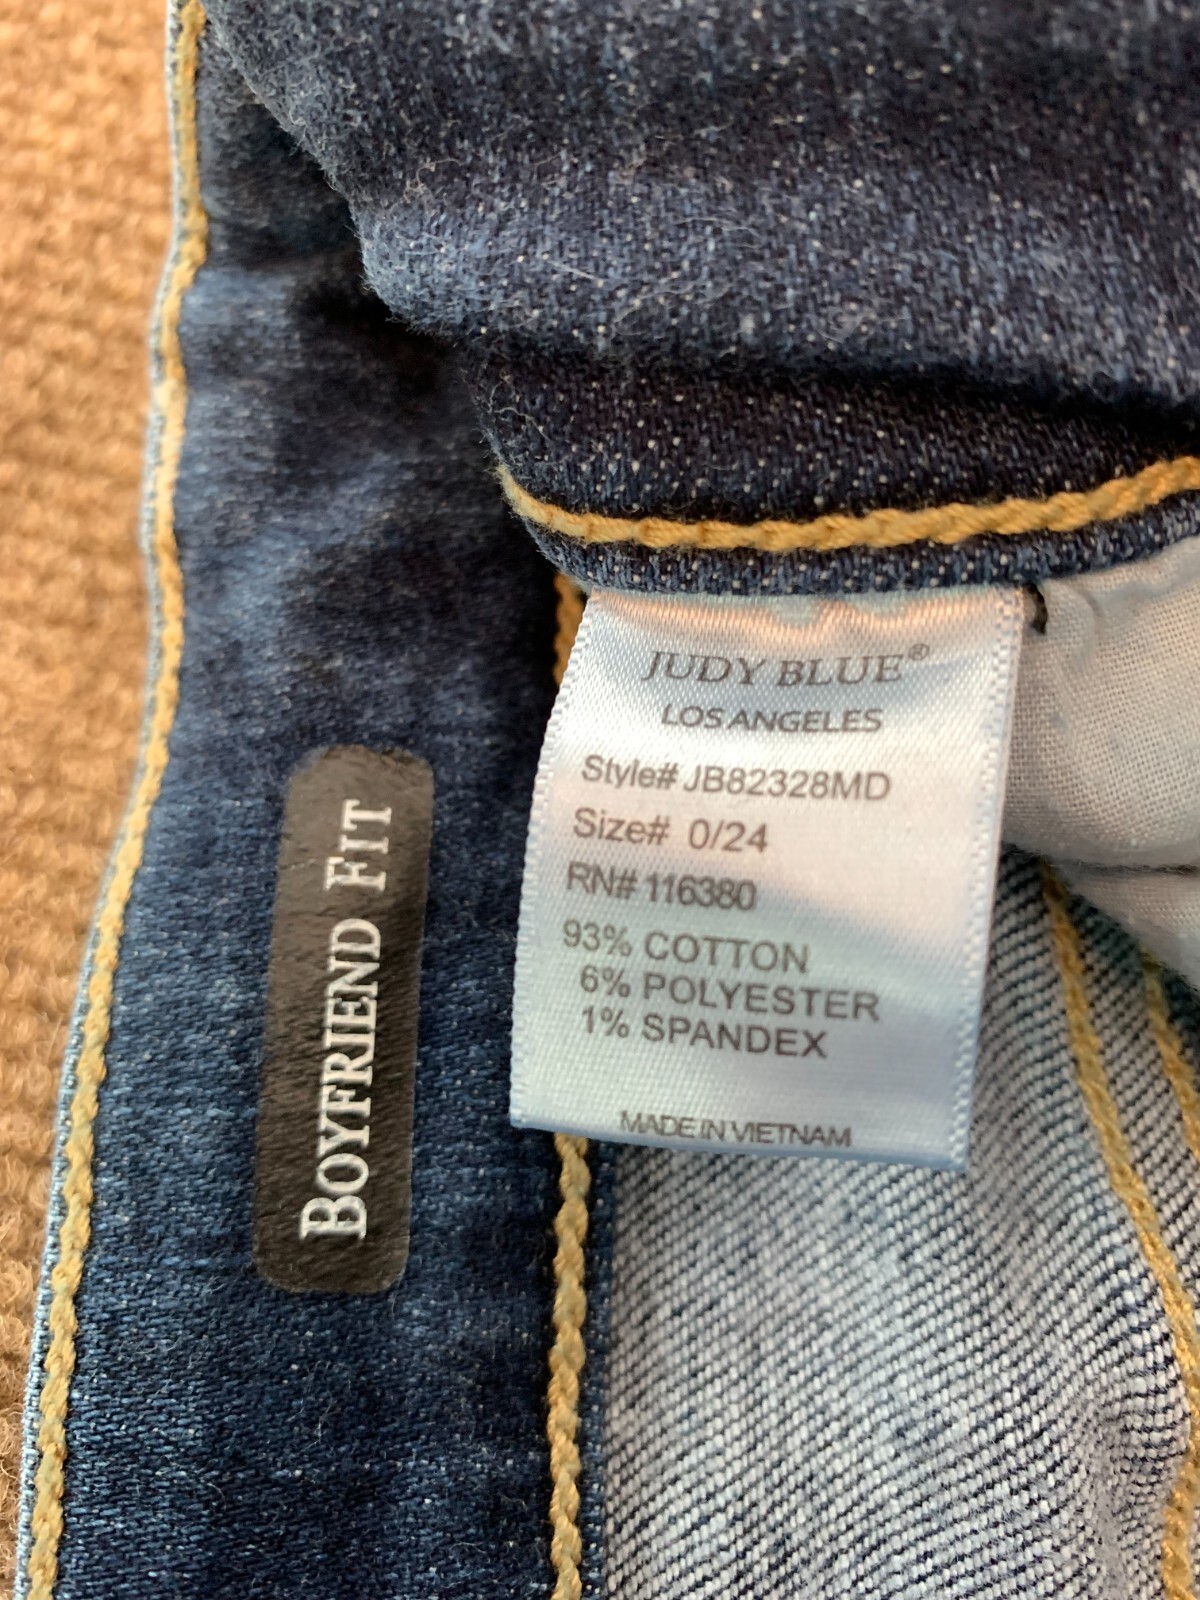 JUDY BLUE®
LOS ANGELES
Style# JB82328MD
Size# 0/24
RN# 116380
93% COTTON
6% POLYESTER
1% SPANDEX
MADE IN VIETNAM
BOYFRIEND FIT